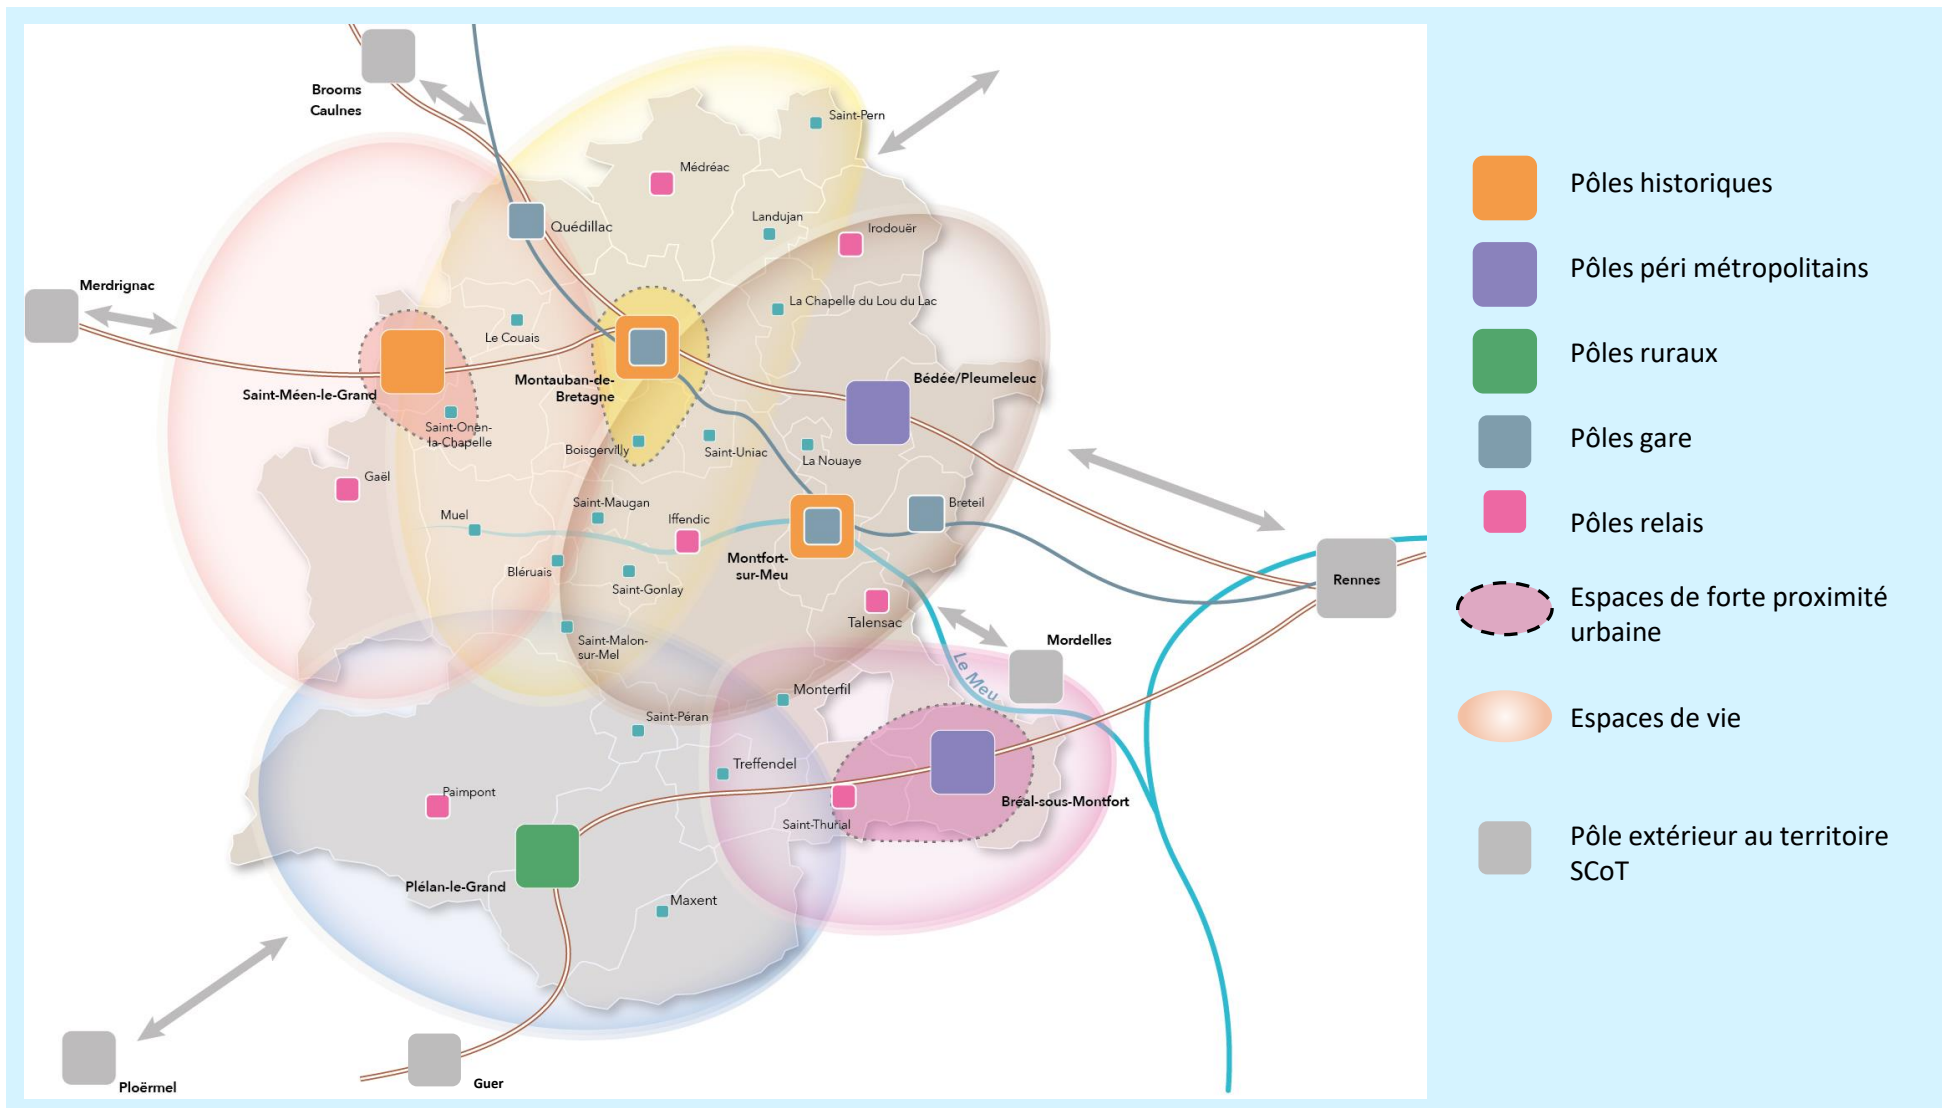 Brooms
Caulnes
Saint-Pern
Médréac
Quédillac
Landujan
Irodouër
Merdrignac
La Chapelle du Lou du Lac
Le Couais
Montauban-de-
Bretagne
Bédée/Pleumeleuc
Saint-Méen-le-Grand
Saint-Onen-
la-Chapelle
Boisgervilly
Saint-Uniac
La Nouaye
Gaël
Muel
Saint-Maugan
Iffendic
Breteil
Montfort-
sur-Meu
Bléruais
Saint-Gonlay
Rennes
Talensac
Saint-Malon-
sur-Mel
Mordelles
Le Meu
Monterfil
Saint-Péran
Treffendel
Paimpont
Bréal-sous-Montfort
Saint-Thurial
Plélan-le-Grand
Maxent
Ploërmel
Guer
Pôles historiques
Pôles péri métropolitains
Pôles ruraux
Pôles gare
Pôles relais
Espaces de forte proximité
urbaine
Espaces de vie
Pôle extérieur au territoire
SCoT